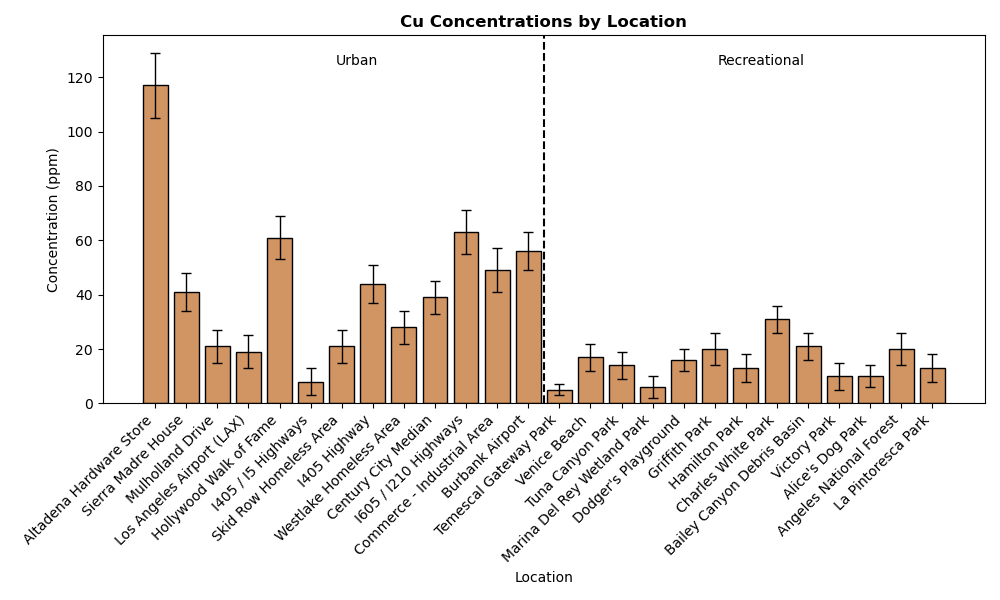 Cu Concentrations by Location
Urban
Recreational
Concentration (ppm)
120
100
80
60
40
20
0
Altadena Hardware Store
Sierra Madre House
Mulholland Drive
Los Angeles Airport (LAX)
Hollywood Walk of Fame
I405 / I5 Highways
Skid Row Homeless Area
I405 Highway
Westlake Homeless Area
Century City Median
I605 / I210 Highways
Commerce - Industrial Area
Burbank Airport
Temescal Gateway Park
Venice Beach
Tuna Canyon Park
Marina Del Rey Wetland Park
Dodger's Playground
Griffith Park
Hamilton Park
Charles White Park
Bailey Canyon Debris Basin
Victory Park
Alice's Dog Park
Angeles National Forest
La Pintoresca Park
Location